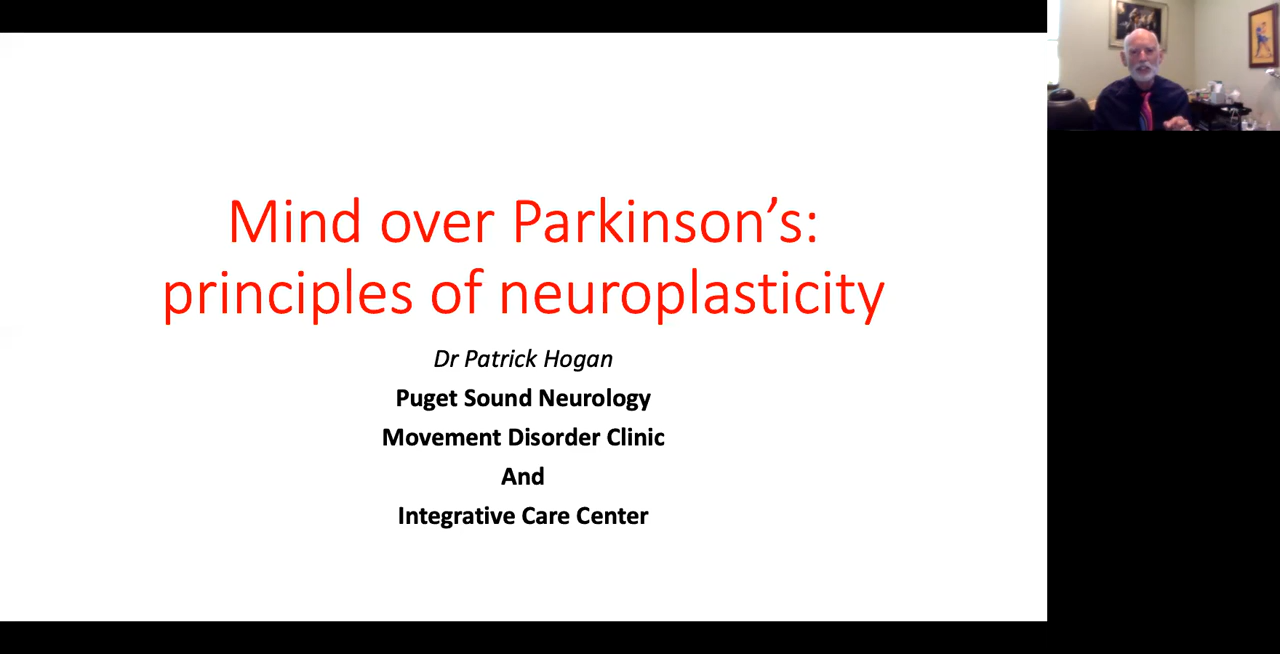 Mind over Parkinson’s:
principles of neuroplasticity
Dr Patrick Hogan
Puget Sound Neurology
Movement Disorder Clinic
And
Integrative Care Center